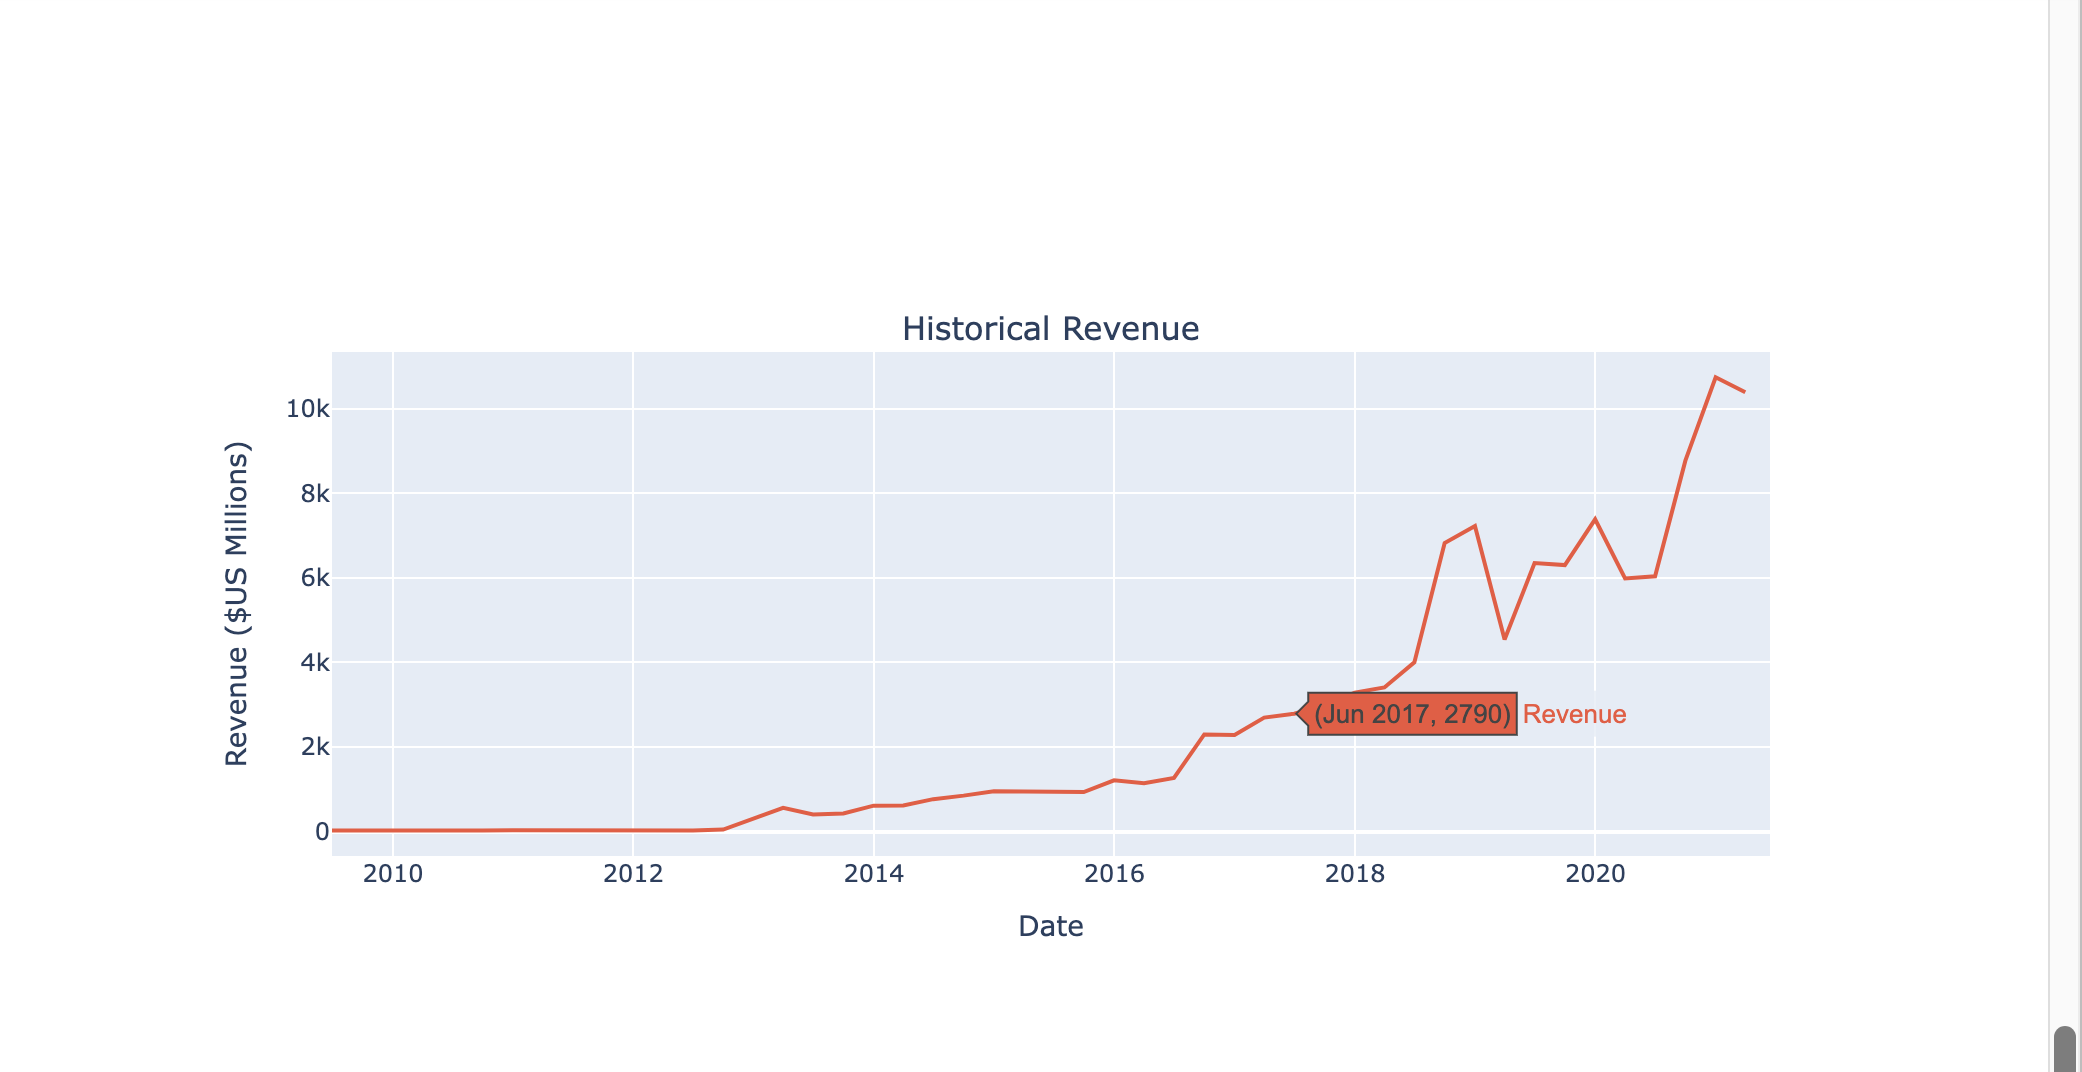 Historical Revenue
10k
8k
6k
4k
2k
0
Revenue ($US Millions)
(Jun 2017, 2790) Revenue
2010 2012 2014 2016 2018 2020
Date